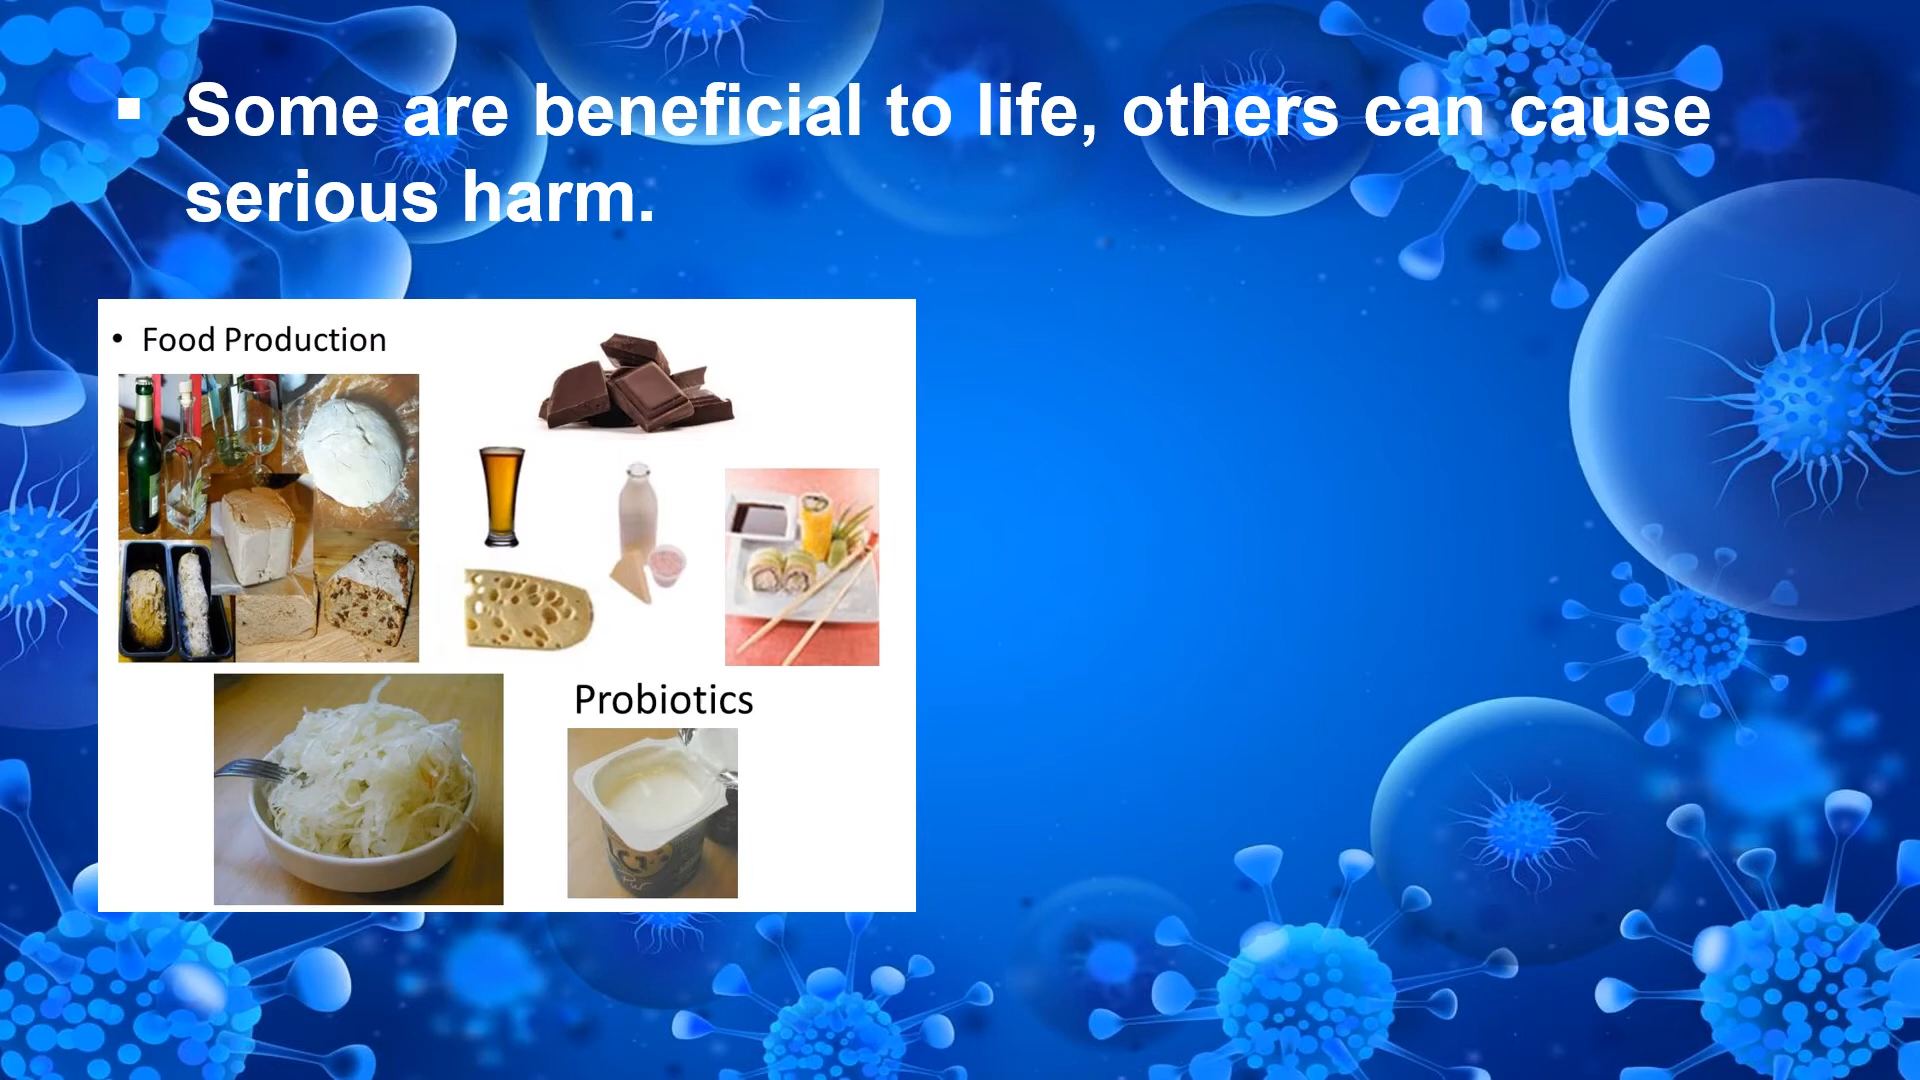 ▪ Some are beneficial to life, others can cause
serious harm.
• Food Production
Probiotics